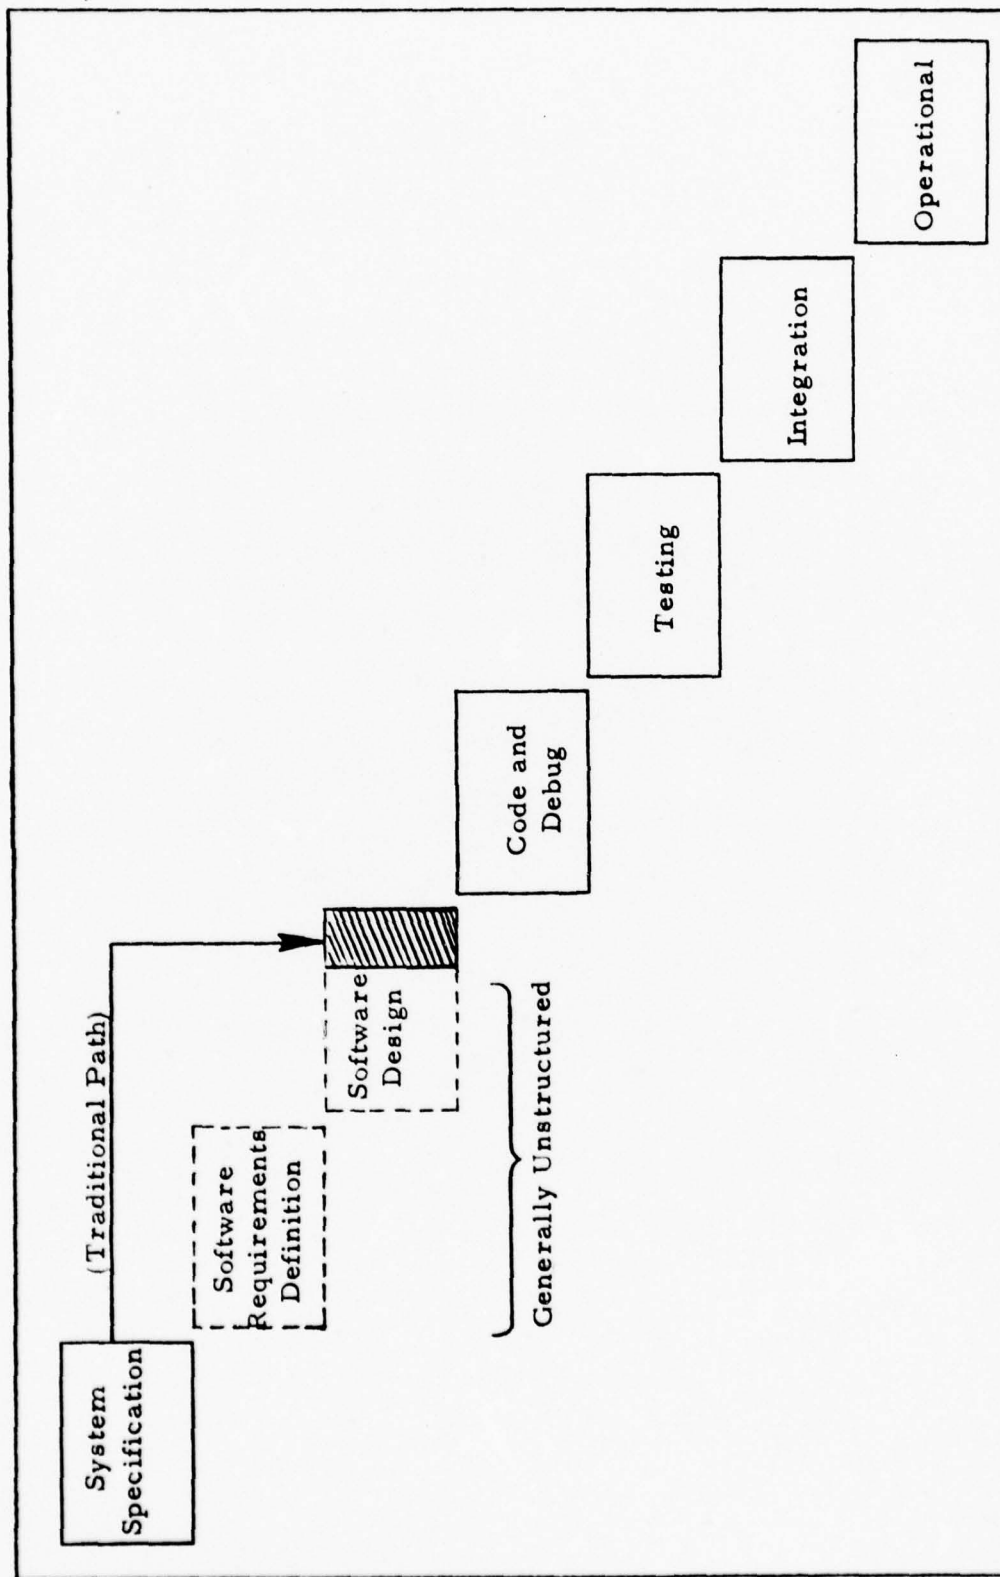 System
Specification
(Traditional Path)
Software
Requirements
Definition
Software
Design
Generally Unstructured
Code and
Debug
Testing
Integration
Operational